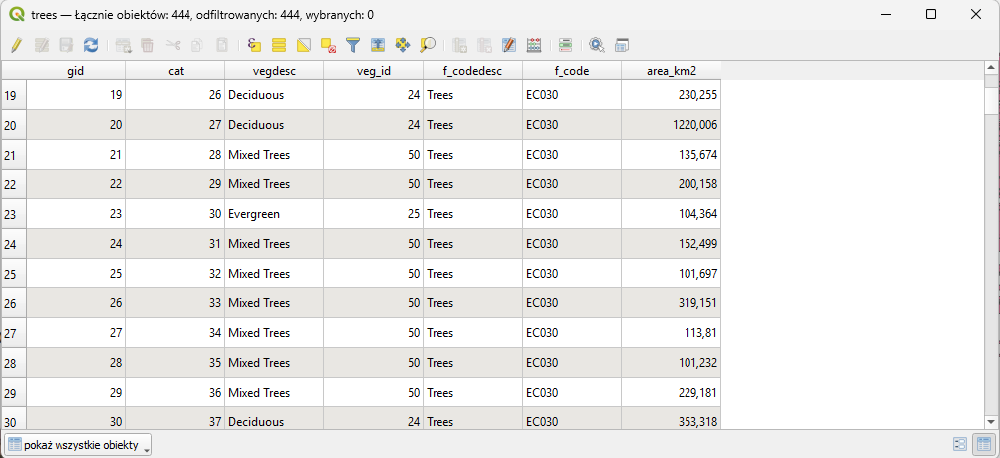 trees — Łącznie obiektów: 444, odfiltrowanych: 444, wybranych: 0
gid cat vegdesc veg_id f_codedesc f_code area_km2
19 19 26 Deciduous 24 Trees EC030 230,255
20 20 27 Deciduous 24 Trees EC030 1220,006
21 21 28 Mixed Trees 50 Trees EC030 135,674
22 22 29 Mixed Trees 50 Trees EC030 200,158
23 23 30 Evergreen 25 Trees EC030 104,364
24 24 31 Mixed Trees 50 Trees EC030 152,499
25 25 32 Mixed Trees 50 Trees EC030 101,697
26 26 33 Mixed Trees 50 Trees EC030 319,151
27 27 34 Mixed Trees 50 Trees EC030 113,81
28 28 35 Mixed Trees 50 Trees EC030 101,232
29 29 36 Mixed Trees 50 Trees EC030 229,181
30 30 37 Deciduous 24 Trees EC030 353,318
pokaż wszystkie obiekty